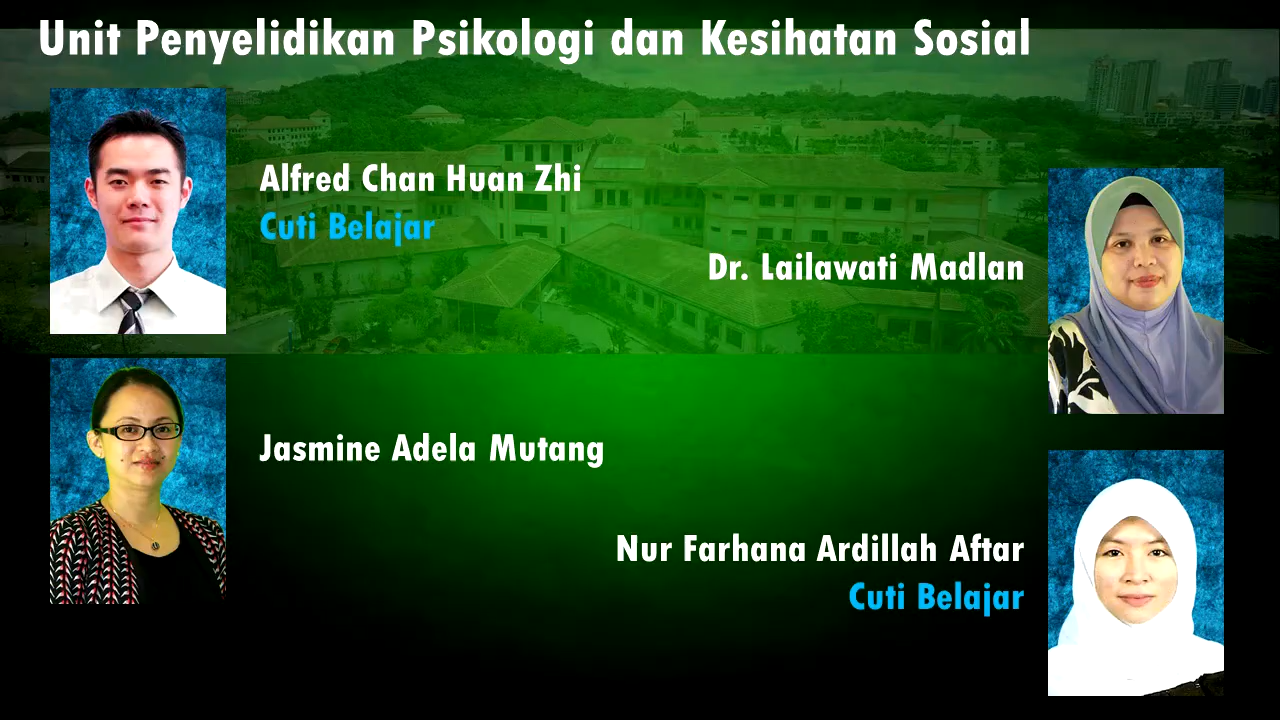 Unit Penyelidikan Psikologi dan Kesihatan Sosial
Alfred Chan Huan Zhi
Cuti Belajar
Dr. Lailawati Madlan
Jasmine Adela Mutang
Nur Farhana Ardillah Aftar
Cuti Belajar